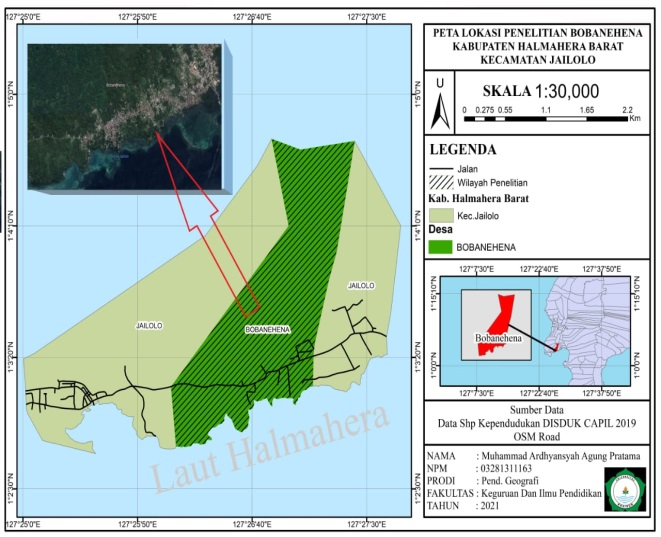 127°25'0"E 127°25'50"E 127°26'40"E 127°27'30"E
1°5'0"N
1°4'10"N
1°3'20"N
1°2'30"N
Bobanehena
JAILOLO
BOBANEHENA
JAILOLO
Laut Halmahera
1°5'0"N
1°4'10"N
1°3'20"N
1°2'30"N
127°25'0"E 127°25'50"E 127°26'40"E 127°27'30"E
PETA LOKASI PENELITIAN BOBANEHENA
KABUPATEN HALMAHERA BARAT
KECAMATAN JAILOLO
U
SKALA 1:30,000
0 0.275 0.55 1.1 1.65 2.2
Km
LEGENDA
Jalan
Wilayah Penelitian
Kab. Halmahera Barat
Kec.Jailolo
Desa
BOBANEHENA
127°7'30"E 127°22'40"E 127°37'50"E
1°15'10"N
1°0'0"N
Bobanehena
1°15'10"N
1°0'0"N
127°7'30"E 127°22'40"E 127°37'50"E
Sumber Data
Data Shp Kependudukan DISDUK CAPIL 2019
OSM Road
NAMA : Muhammad Ardhyansyah Agung Pratama
NPM : 03281311163
PRODI : Pend. Geografi
FAKULTAS : Keguruan Dan Ilmu Pendidikan
TAHUN : 2021